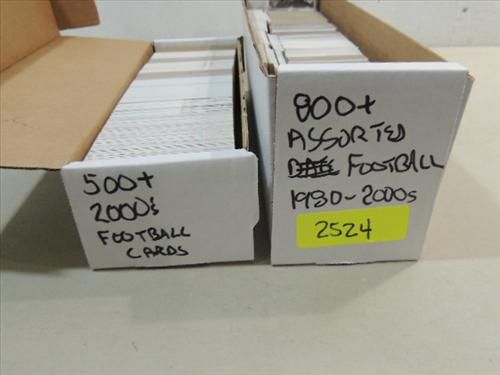 500+
2000's
FOOTBALL
CARDS
800+
ASSORTED
FOOTBALL
1980-2000s
2524